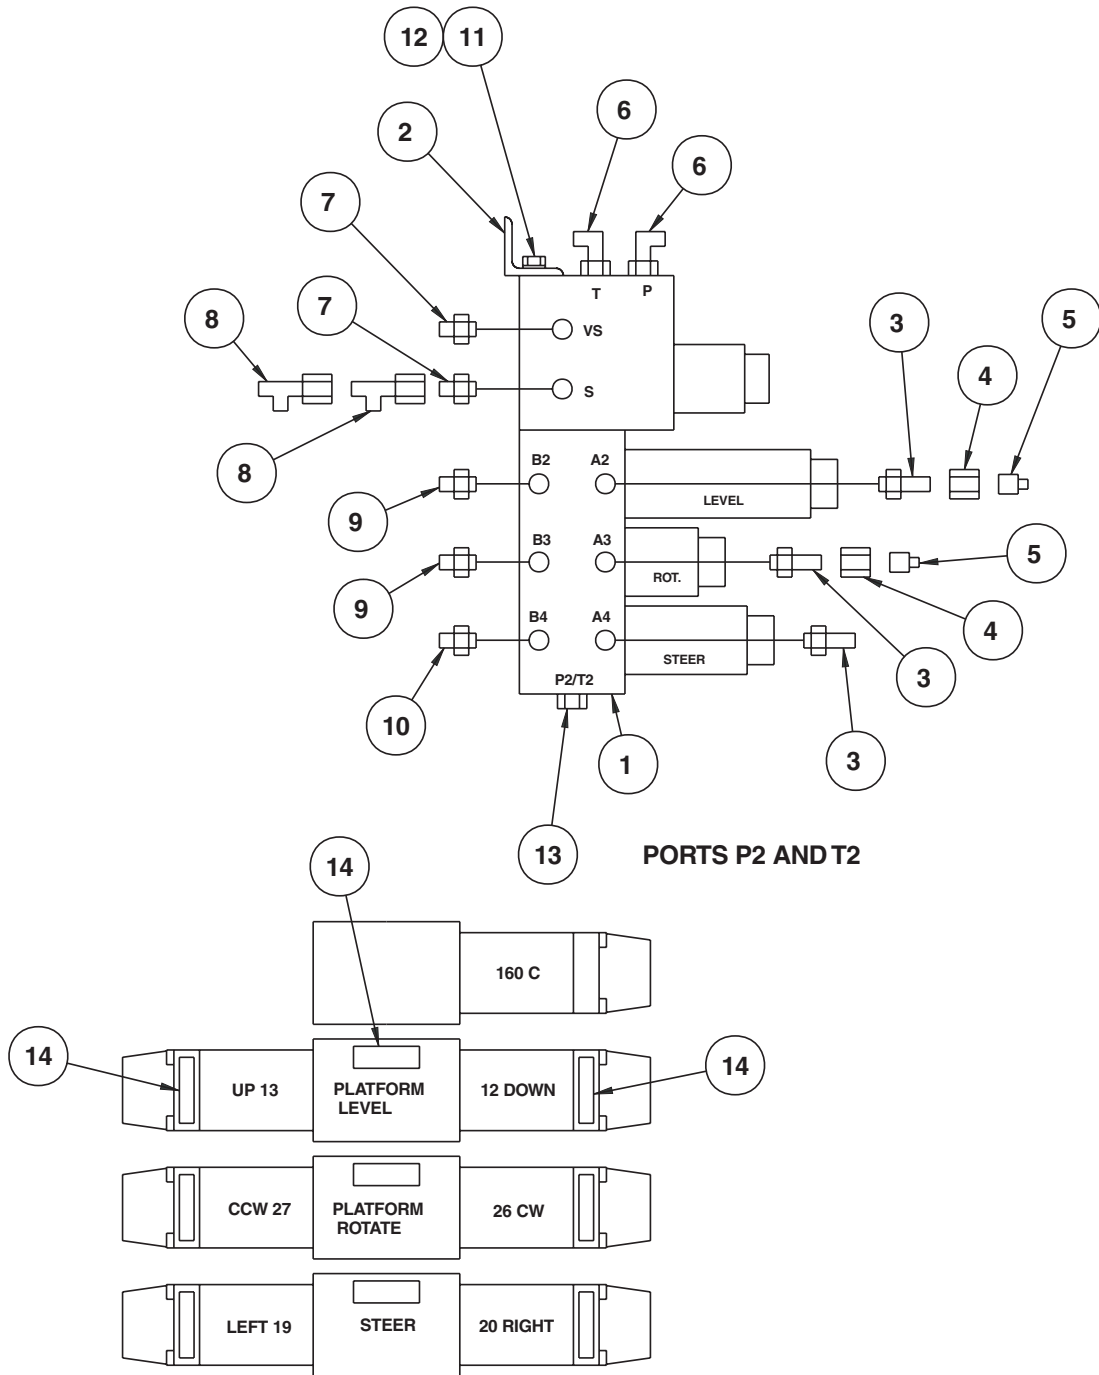 12 11
6
2
6
7
T P
7
8
VS
3
5
4
S
8
B2 A2
LEVEL
9
B3 A3
5
ROT.
9
4
B4 A4
STEER
3
P2/T2
10
1
3
13
PORTS P2 AND T2
14
160 C
14
14
UP 13
PLATFORM
LEVEL
12 DOWN
CCW 27
PLATFORM
ROTATE
26 CW
LEFT 19
STEER
20 RIGHT